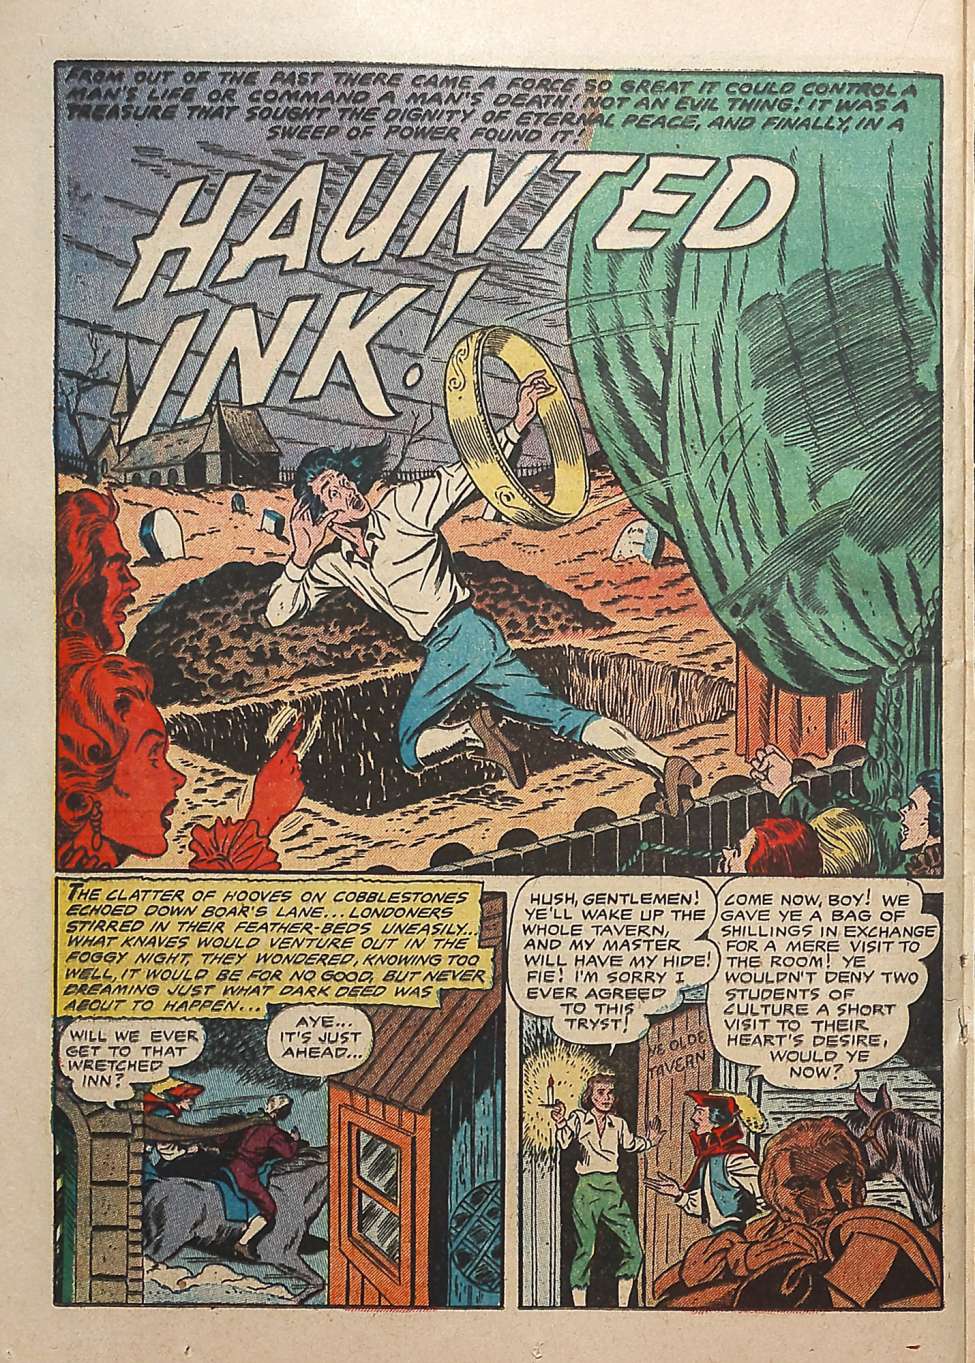 FROM OUT OF THE PAST THERE CAME A FORCE SO GREAT IT COULD CONTROL A
MAN'S LIFE OR COMMAND A MAN'S DEATH! NOT AN EVIL THING! IT WAS A
TREASURE THAT SOUGHT THE DIGNITY OF ETERNAL PEACE, AND FINALLY, IN A
SWEEP OF POWER FOUND IT!
HAUNTED
INK!
THE CLATTER OF HOOVES ON COBBLESTONES
ECHOED DOWN BOAR'S LANE... LONDONERS
STIRRED IN THEIR FEATHER-BEDS UNEASILY...
WHAT KNAVES WOULD VENTURE OUT IN THE
FOGGY NIGHT, THEY WONDERED, KNOWING TOO
WELL, IT WOULD BE FOR NO GOOD, BUT NEVER
DREAMING JUST WHAT DARK DEED WAS
ABOUT TO HAPPEN...
WILL WE EVER
GET TO THAT
WRETCHED
INN?
AYE...
IT'S JUST
AHEAD...
HUSH, GENTLEMEN!
YE'LL WAKE UP THE
WHOLE TAVERN,
AND MY MASTER
WILL HAVE MY HIDE!
FIE! I'M SORRY I
EVER AGREED
TO THIS
TRYST!
COME NOW, BOY! WE
GAVE YE A BAG OF
SHILLINGS IN EXCHANGE
FOR A MERE VISIT TO
THE ROOM! YE
WOULDN'T DENY TWO
STUDENTS OF
CULTURE A SHORT
VISIT TO THEIR
HEART'S DESIRE,
WOULD YE
NOW?
YE OLDE
TAVERN